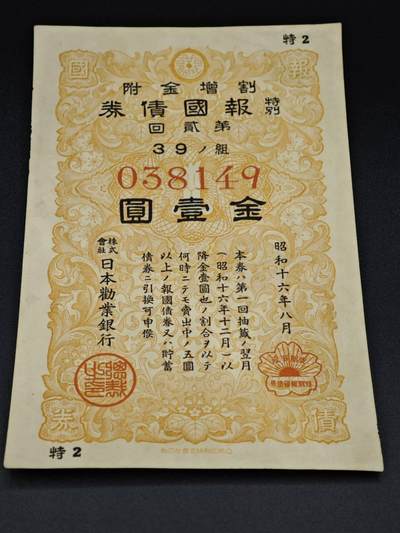 特2
國
報
割増金附
特別
報國債券
第貳回
39ノ組
038149
金壹圓
昭和十六年八月
本券ハ第一回抽籤ノ翌月
(昭和十六年十二月)以
降金壹圓也ノ割合ヲ以テ
何時ニテモ賣出中ノ五圓
以上ノ報國債券又ハ貯蓄
債券ニ引換可申候
株式會社
日本勸業銀行
券
債
特2